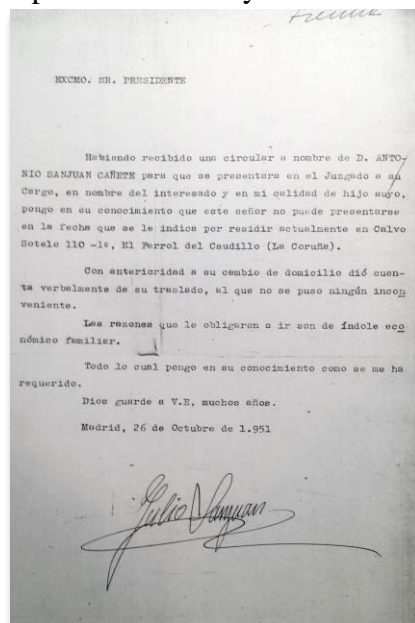 EXCMO. SR. PRESIDENTE
Habiendo recibido una circular a nombre de D. ANTO-
NIO SANJUAN CAÑETE para que se presentara en el Juzgado a su
Cargo, en nombre del interesado y en mi calidad de hijo suyo,
pongo en su conocimiento que este señor no puede presentarse
en la fecha que se le indica por residir actualmente en Calvo
Sotelo 110 -1º, El Ferrol del Caudillo (La Coruña).
Con anterioridad a su cambio de domicilio dió cuen-
ta verbalmente de su traslado, al que no se puso ningún incon
veniente.
Las razones que le obligaron a ir son de índole eco
nómico familiar.
Todo lo cual pongo en su conocimiento como se me ha
requerido.
Dios guarde a V.E, muchos años.
Madrid, 26 de Octubre de 1.951
Julio Sanjuan